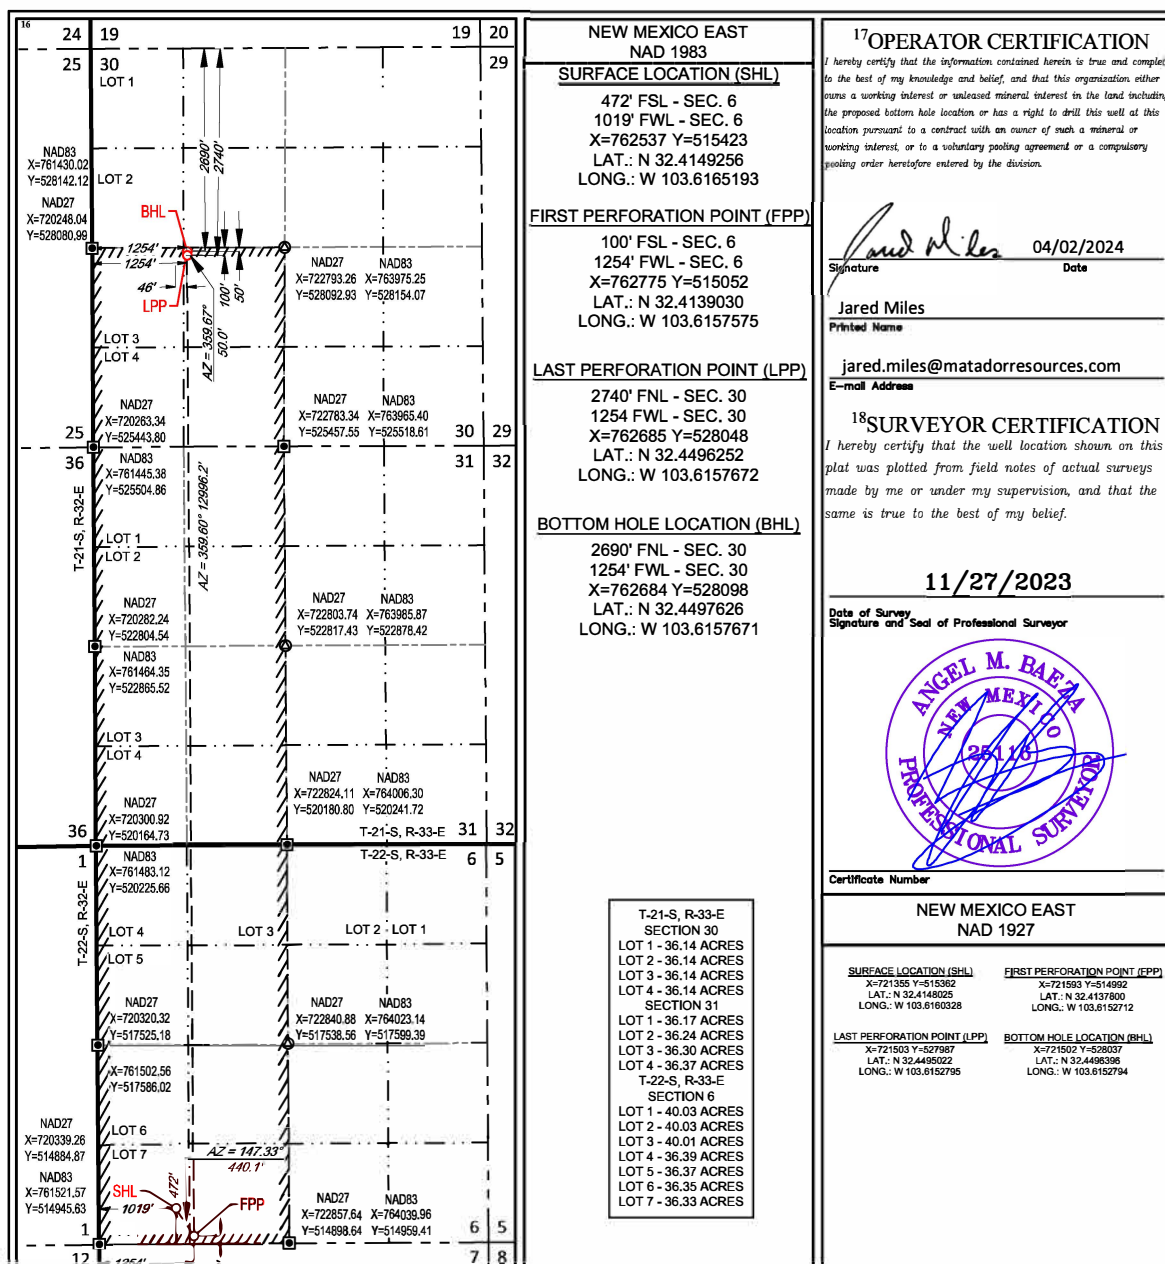 16
24 19
19 20
25 30
29
LOT 1
2690'
2740'
NAD83
X=761430.02
Y=528142.12
LOT 2
NAD27
X=720248.04
Y=528080.99
BHL
1254'
1254'
46'
LPP
100'
50'
AZ = 359.67°
50.0'
NAD27
X=722793.26
Y=528092.93
NAD83
X=763975.25
Y=528154.07
LOT 3
LOT 4
NAD27
X=720263.34
Y=525443.80
NAD27
X=722783.34
Y=525457.55
NAD83
X=763965.40
Y=525518.61
25
30 29
36
31 32
NAD83
X=761445.38
Y=525504.86
T-21-S, R-32-E
AZ = 359.60° 12996.2'
LOT 1
LOT 2
NAD27
X=720282.24
Y=522804.54
NAD27
X=722803.74
Y=522817.43
NAD83
X=763985.87
Y=522878.42
NAD83
X=761464.35
Y=522865.52
LOT 3
LOT 4
NAD27
X=722824.11
Y=520180.80
NAD83
X=764006.30
Y=520241.72
NAD27
X=720300.92
Y=520164.73
36
T-21-S, R-33-E
31 32
T-22-S, R-33-E
1
6 5
NAD83
X=761483.12
Y=520225.66
T-22-S, R-32-E
LOT 4
LOT 3
LOT 2
LOT 1
LOT 5
NAD27
X=720320.32
Y=517525.18
NAD27
X=722840.88
Y=517538.56
NAD83
X=764023.14
Y=517599.39
X=761502.56
Y=517586.02
NAD27
X=720339.26
Y=514884.87
LOT 6
LOT 7
AZ = 147.33°
440.1'
NAD83
X=761521.57
Y=514945.63
SHL
472'
1019'
FPP
NAD27
X=722857.64
Y=514898.64
NAD83
X=764039.96
Y=514959.41
1
6 5
12
7 8
1254'
NEW MEXICO EAST
NAD 1983
SURFACE LOCATION (SHL)
472' FSL - SEC. 6
1019' FWL - SEC. 6
X=762537 Y=515423
LAT.: N 32.4149256
LONG.: W 103.6165193
FIRST PERFORATION POINT (FPP)
100' FSL - SEC. 6
1254' FWL - SEC. 6
X=762775 Y=515052
LAT.: N 32.4139030
LONG.: W 103.6157575
LAST PERFORATION POINT (LPP)
2740' FNL - SEC. 30
1254 FWL - SEC. 30
X=762685 Y=528048
LAT.: N 32.4496252
LONG.: W 103.6157672
BOTTOM HOLE LOCATION (BHL)
2690' FNL - SEC. 30
1254' FWL - SEC. 30
X=762684 Y=528098
LAT.: N 32.4497626
LONG.: W 103.6157671
T-21-S, R-33-E
SECTION 30
LOT 1 - 36.14 ACRES
LOT 2 - 36.14 ACRES
LOT 3 - 36.14 ACRES
LOT 4 - 36.14 ACRES
SECTION 31
LOT 1 - 36.17 ACRES
LOT 2 - 36.24 ACRES
LOT 3 - 36.30 ACRES
LOT 4 - 36.37 ACRES
T-22-S, R-33-E
SECTION 6
LOT 1 - 40.03 ACRES
LOT 2 - 40.03 ACRES
LOT 3 - 40.01 ACRES
LOT 4 - 36.39 ACRES
LOT 5 - 36.37 ACRES
LOT 6 - 36.35 ACRES
LOT 7 - 36.33 ACRES
17OPERATOR CERTIFICATION
I hereby certify that the information contained herein is true and complet
to the best of my knowledge and belief, and that this organization either
owns a working interest or unleased mineral interest in the land including
the proposed bottom hole location or has a right to drill this well at this
location pursuant to a contract with an owner of such a mineral or
working interest, or to a voluntary pooling agreement or a compulsory
pooling order heretofore entered by the division.
Jared Miles
04/02/2024
Signature
Date
Jared Miles
Printed Name
jared.miles@matadorresources.com
E-mail Address
18SURVEYOR CERTIFICATION
I hereby certify that the well location shown on this
plat was plotted from field notes of actual surveys
made by me or under my supervision, and that the
same is true to the best of my belief.
11/27/2023
Date of Survey
Signature and Seal of Professional Surveyor
ANGEL M. BAEZA
NEW MEXICO
25116
PROFESSIONAL SURVEYOR
Certificate Number
NEW MEXICO EAST
NAD 1927
SURFACE LOCATION (SHL)
X=721355 Y=515362
LAT.: N 32.4148025
LONG.: W 103.6160328
FIRST PERFORATION POINT (FPP)
X=721593 Y=514992
LAT.: N 32.4137800
LONG.: W 103.6152712
LAST PERFORATION POINT (LPP)
X=721503 Y=527987
LAT.: N 32.4495022
LONG.: W 103.6152795
BOTTOM HOLE LOCATION (BHL)
X=721502 Y=528037
LAT.: N 32.4496396
LONG.: W 103.6152794